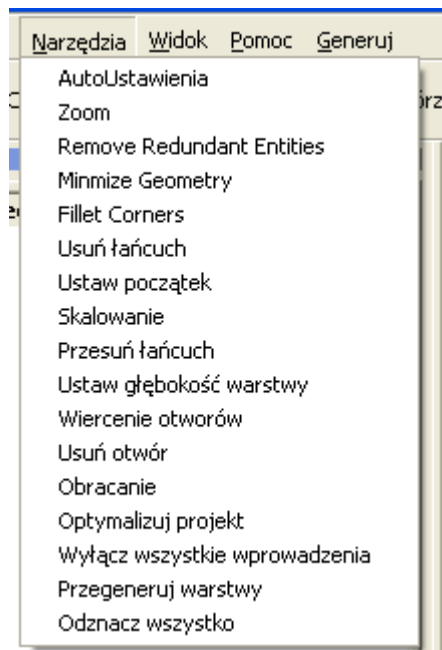 Narzędzia Widok Pomoc Generuj
AutoUstawienia
Zoom
Remove Redundant Entities
Minmize Geometry
Fillet Corners
Usuń łańcuch
Ustaw początek
Skalowanie
Przesuń łańcuch
Ustaw głębokość warstwy
Wiercenie otworów
Usuń otwór
Obracanie
Optymalizuj projekt
Wyłącz wszystkie wprowadzenia
Przegeneruj warstwy
Odznacz wszystko